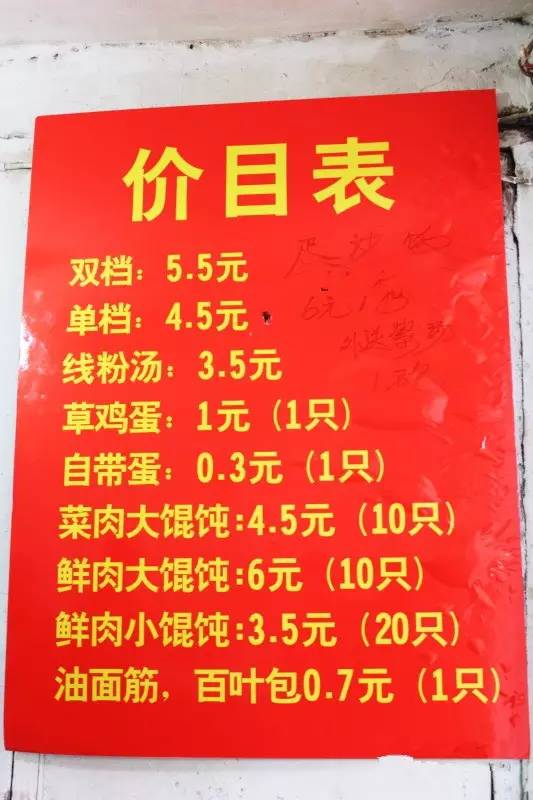 价目表
双档：5.5元
单档：4.5元
线粉汤：3.5元
草鸡蛋：1元（1只）
自带蛋：0.3元（1只）
菜肉大馄饨:4.5元（10只）
鲜肉大馄饨:6元（10只）
鲜肉小馄饨:3.5元（20只）
油面筋，百叶包0.7元（1只）